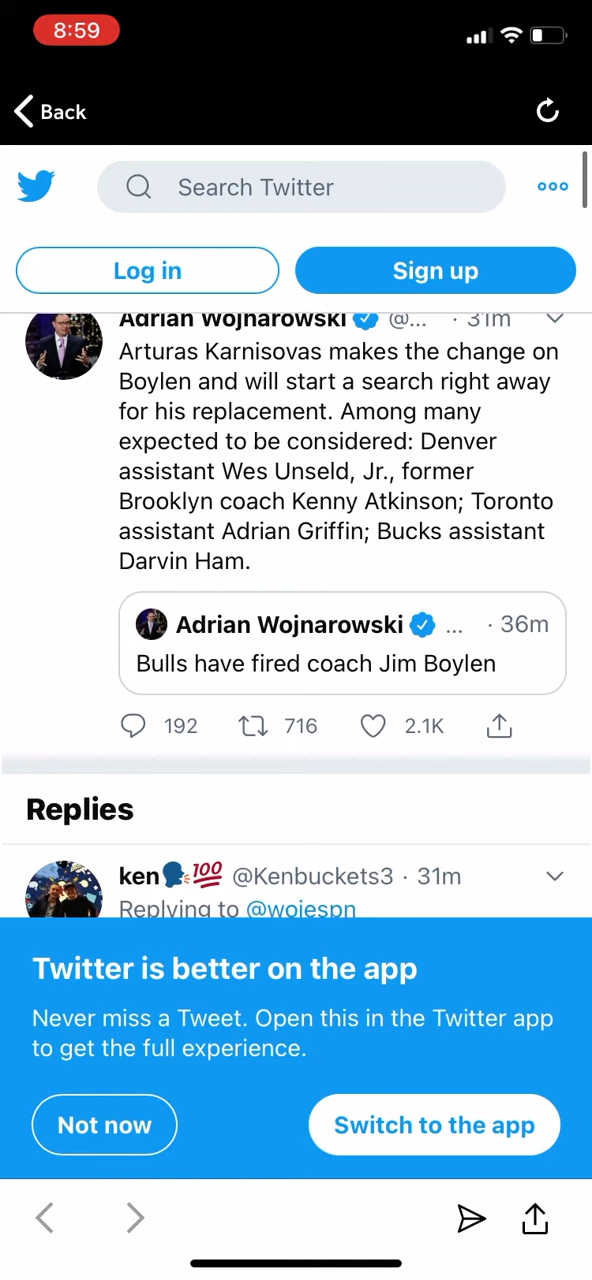 8:59
Back
Search Twitter
Log in
Sign up
Adrian Wojnarowski @... · 31m
Arturas Karnisovas makes the change on
Boylen and will start a search right away
for his replacement. Among many
expected to be considered: Denver
assistant Wes Unseld, Jr., former
Brooklyn coach Kenny Atkinson; Toronto
assistant Adrian Griffin; Bucks assistant
Darvin Ham.
Adrian Wojnarowski ... · 36m
Bulls have fired coach Jim Boylen
192 716 2.1K
Replies
ken🗣💯 @Kenbuckets3 · 31m
Replying to @wojespn
Twitter is better on the app
Never miss a Tweet. Open this in the Twitter app
to get the full experience.
Not now
Switch to the app